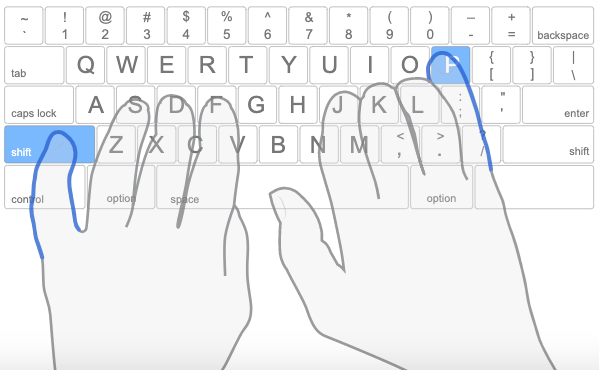 ~ ! @ # $ % ^ & * ( ) – +
` 1 2 3 4 5 6 7 8 9 0 - = backspace
tab Q W E R T Y U I O P { [ } ] | \
caps lock A S D F G H J K L : ; " ' enter
shift Z X C V B N M < , > . ? / shift
control option space option